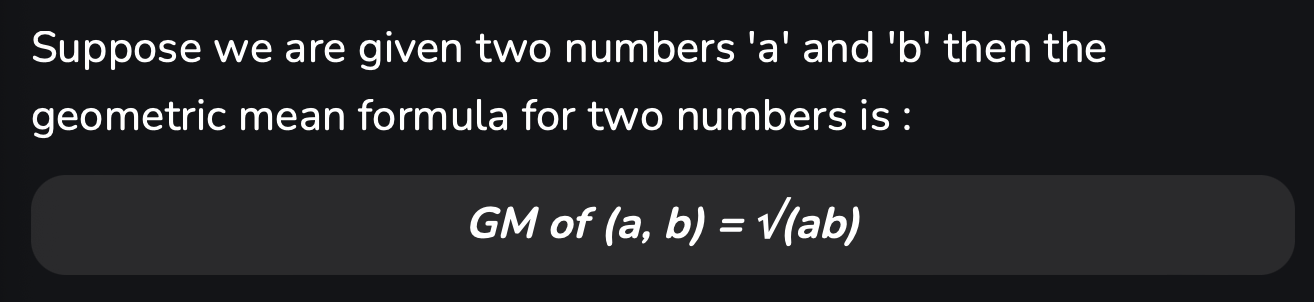 Suppose we are given two numbers 'a' and 'b' then the
geometric mean formula for two numbers is :
GM of (a, b) = √(ab)